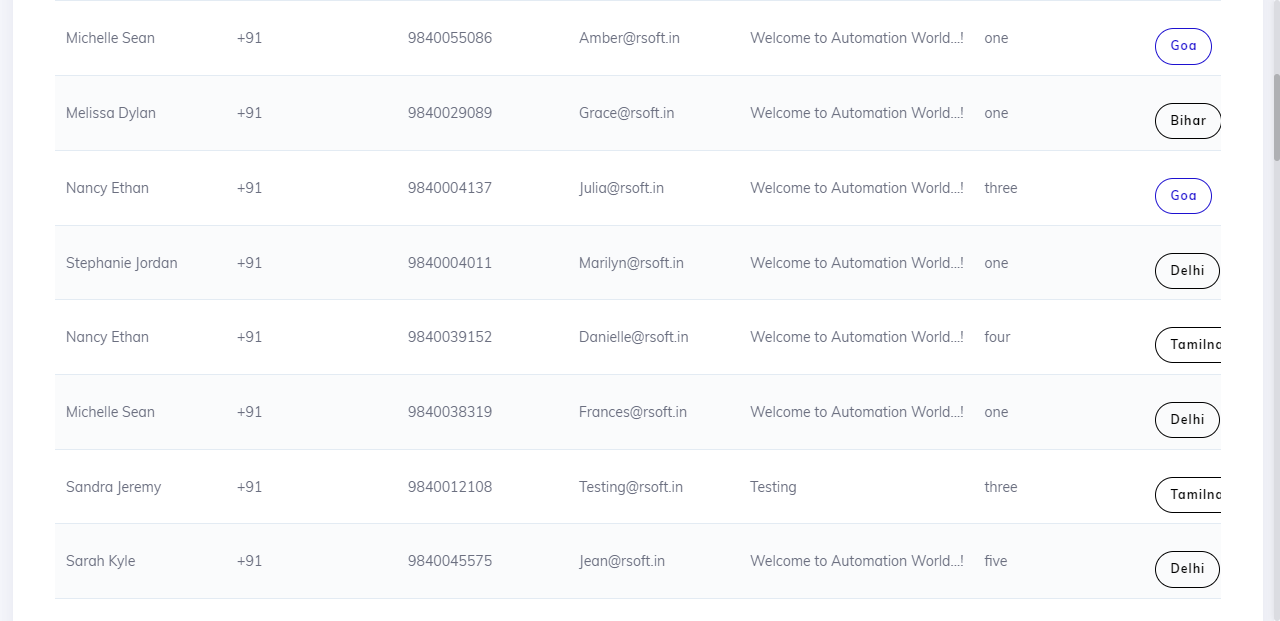 Michelle Sean +91 9840055086 Amber@rsoft.in Welcome to Automation World...! one Goa
Melissa Dylan +91 9840029089 Grace@rsoft.in Welcome to Automation World...! one Bihar
Nancy Ethan +91 9840004137 Julia@rsoft.in Welcome to Automation World...! three Goa
Stephanie Jordan +91 9840004011 Marilyn@rsoft.in Welcome to Automation World...! one Delhi
Nancy Ethan +91 9840039152 Danielle@rsoft.in Welcome to Automation World...! four Tamilna
Michelle Sean +91 9840038319 Frances@rsoft.in Welcome to Automation World...! one Delhi
Sandra Jeremy +91 9840012108 Testing@rsoft.in Testing three Tamilna
Sarah Kyle +91 9840045575 Jean@rsoft.in Welcome to Automation World...! five Delhi